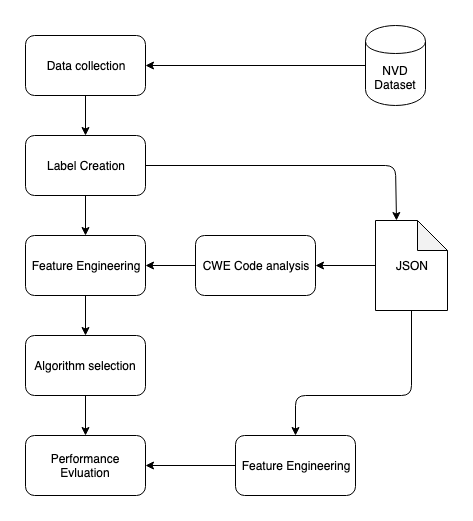 Data collection
NVD
Dataset
Label Creation
Feature Engineering
CWE Code analysis
JSON
Algorithm selection
Performance
Evluation
Feature Engineering